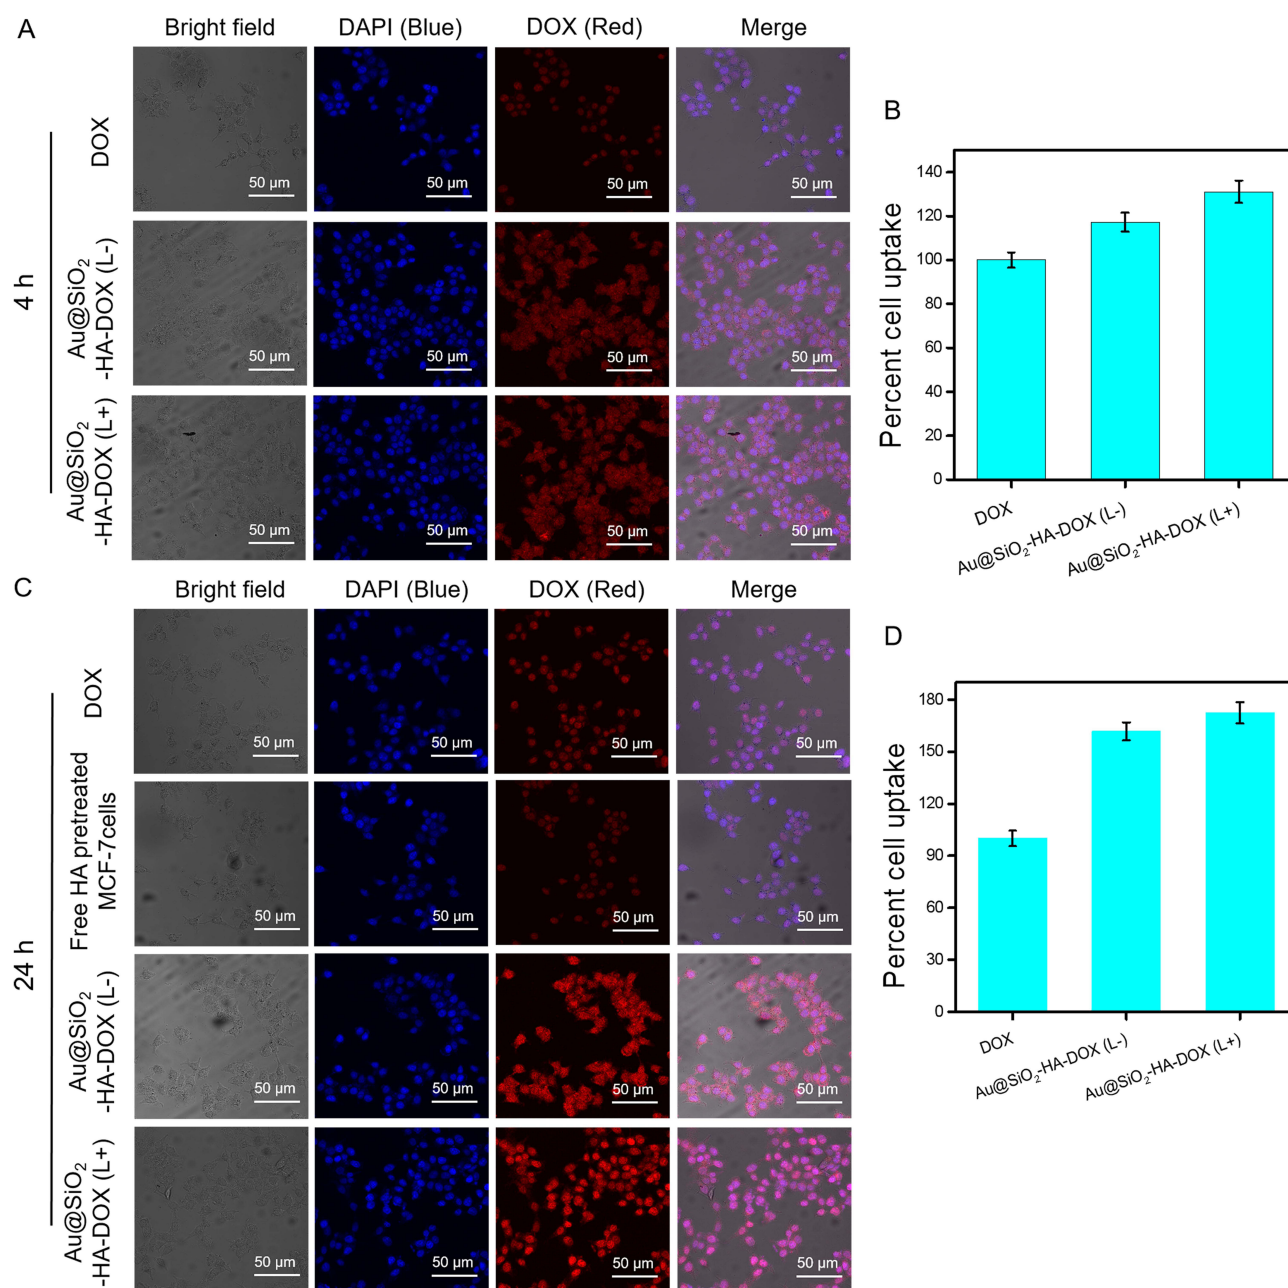 A
Bright field
DAPI (Blue)
DOX (Red)
Merge
4 h
DOX
50 µm
50 µm
50 µm
50 µm
Au@SiO₂
-HA-DOX (L-)
50 µm
50 µm
50 µm
50 µm
Au@SiO₂
-HA-DOX (L+)
50 µm
50 µm
50 µm
50 µm
B
Percent cell uptake
140
120
100
80
60
40
20
0
DOX
Au@SiO₂-HA-DOX (L-)
Au@SiO₂-HA-DOX (L+)
C
Bright field
DAPI (Blue)
DOX (Red)
Merge
24 h
DOX
50 µm
50 µm
50 µm
50 µm
Free HA pretreated
MCF-7cells
50 µm
50 µm
50 µm
50 µm
Au@SiO₂
-HA-DOX (L-)
50 µm
50 µm
50 µm
50 µm
Au@SiO₂
-HA-DOX (L+)
50 µm
50 µm
50 µm
50 µm
D
Percent cell uptake
180
150
120
90
60
30
0
DOX
Au@SiO₂-HA-DOX (L-)
Au@SiO₂-HA-DOX (L+)